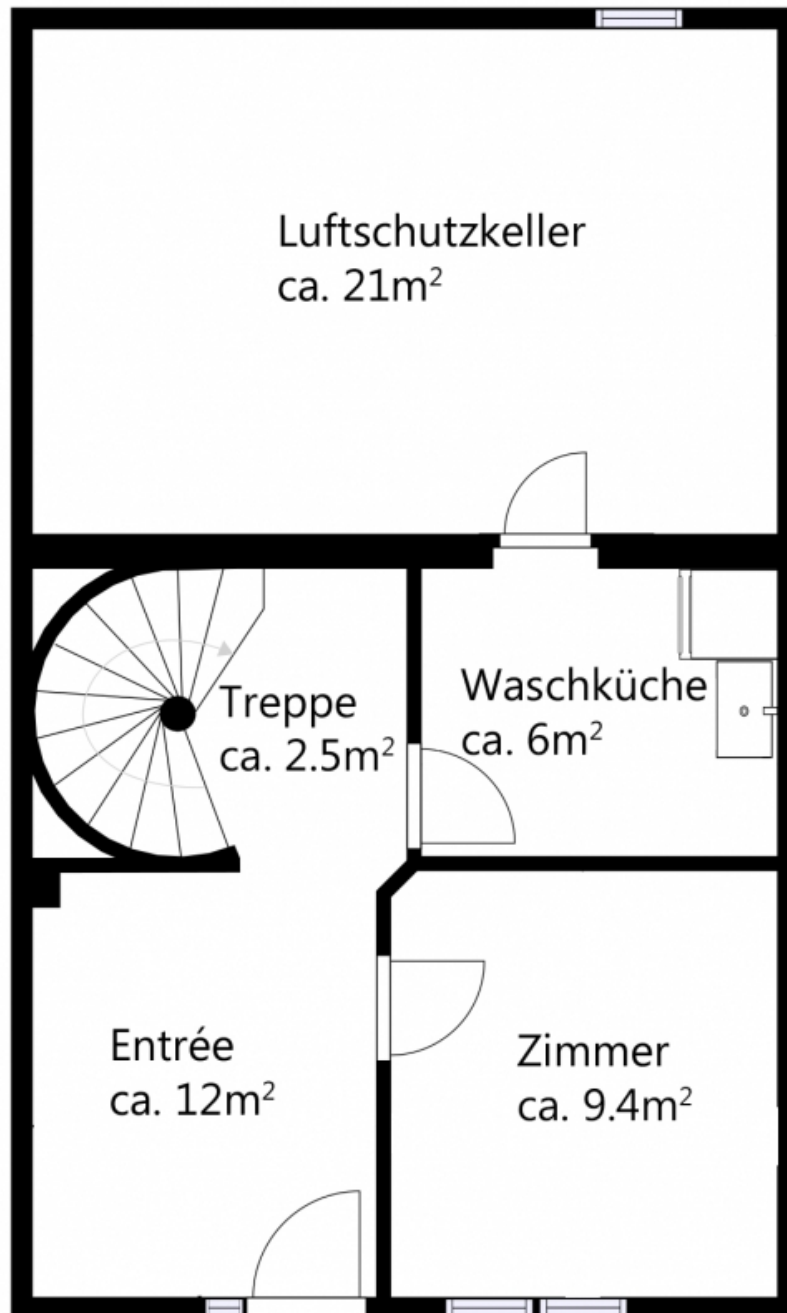 Luftschutzkeller
ca. 21m²
Treppe
ca. 2.5m²
Waschküche
ca. 6m²
Entrée
ca. 12m²
Zimmer
ca. 9.4m²